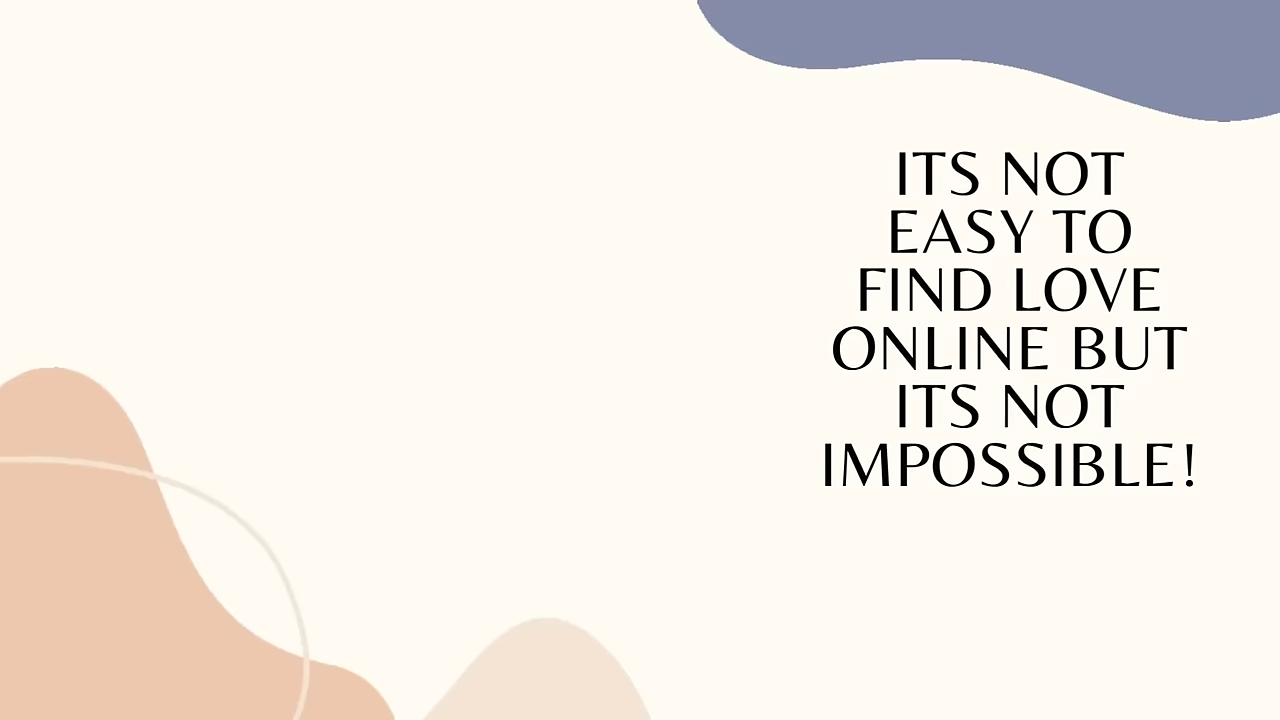 ITS NOT
EASY TO
FIND LOVE
ONLINE BUT
ITS NOT
IMPOSSIBLE!